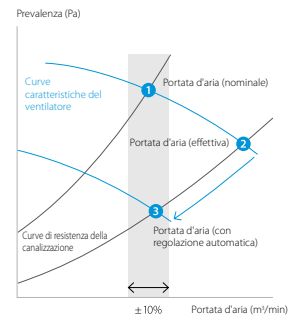 Prevalenza (Pa)
Curve
caratteristiche del
ventilatore
1
Portata d'aria (nominale)
Portata d'aria (effettiva)
2
3
Curve di resistenza della
canalizzazione
Portata d'aria (con
regolazione automatica)
±10%
Portata d'aria (m³/min)